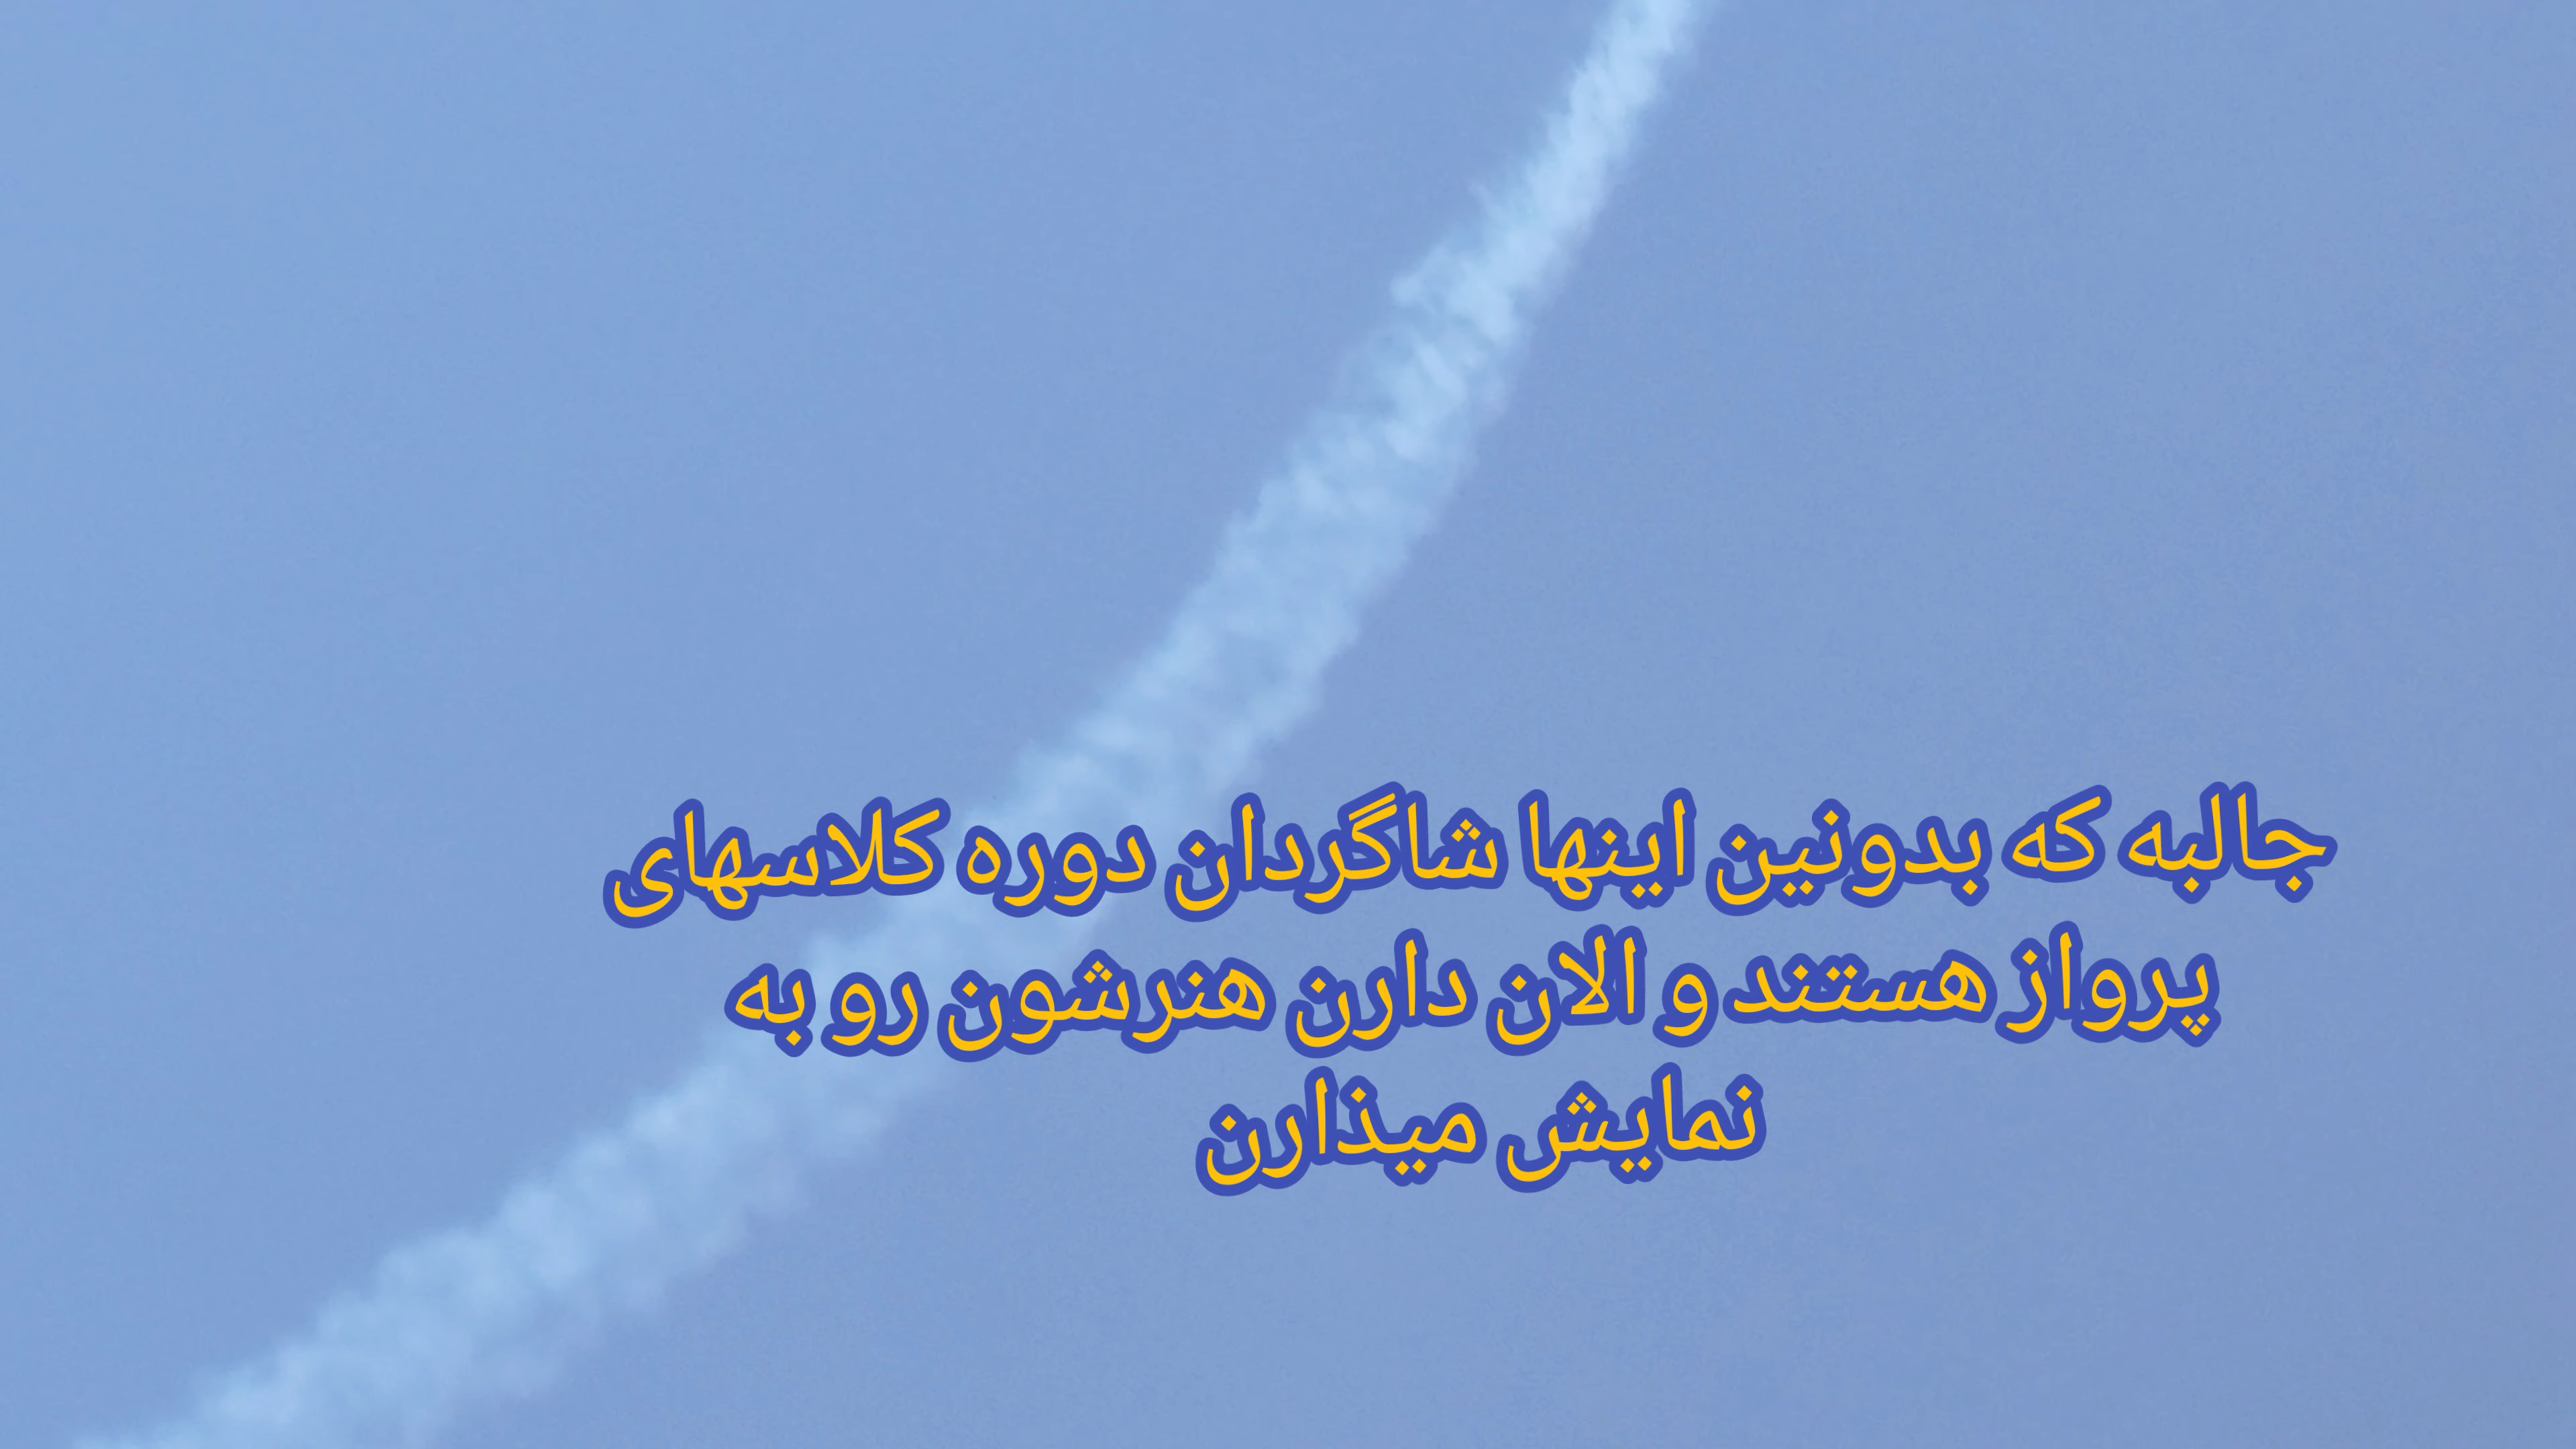 جالبه که بدونین اینها شاگردان دوره کلاسهای
پرواز هستند و الان دارن هنرشون رو به
نمایش میذارن